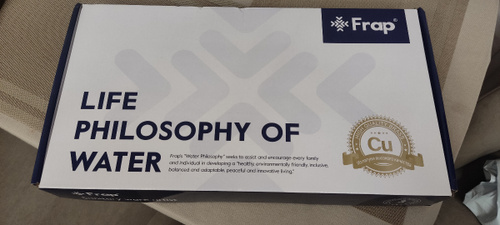 Frap®
LIFE
PHILOSOPHY OF
WATER
Frap's "Water Philosophy" seeks to assist and encourage every family
and individual in developing a "healthy, environmentally friendly, inclusive,
balanced and adaptable, peaceful and innovative living."
Cu
Frap